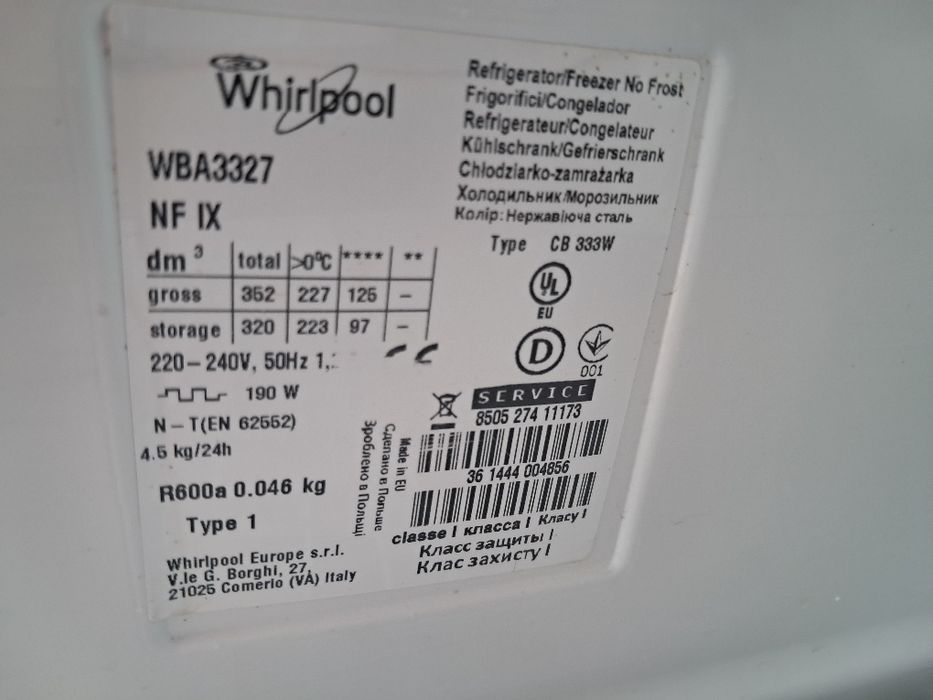 Whirlpool
WBA3327
NF IX
dm³ total >0°C **** **
gross 352 227 125 –
storage 320 223 97 –
220–240V, 50Hz 1,
190 W
N–T(EN 62552)
4.5 kg/24h
R600a 0.046 kg
Type 1
Whirlpool Europe s.r.l.
V.le G. Borghi, 27,
21025 Comerio (VA) Italy
Refrigerator/Freezer No Frost
Frigorifici/Congelador
Refrigerateur/Congelateur
Kühlschrank/Gefrierschrank
Chłodziarko-zamrażarka
Холодильник/Морозильник
Колір: Нержавіюча сталь
Type CB 333W
UL
EU
D
001
SERVICE
8505 274 11173
Made in EU
Сделано в Польше
Зроблено в Польщі
36 1444 004856
classe I класса I Класу I
Класс защиты I
Клас захисту I